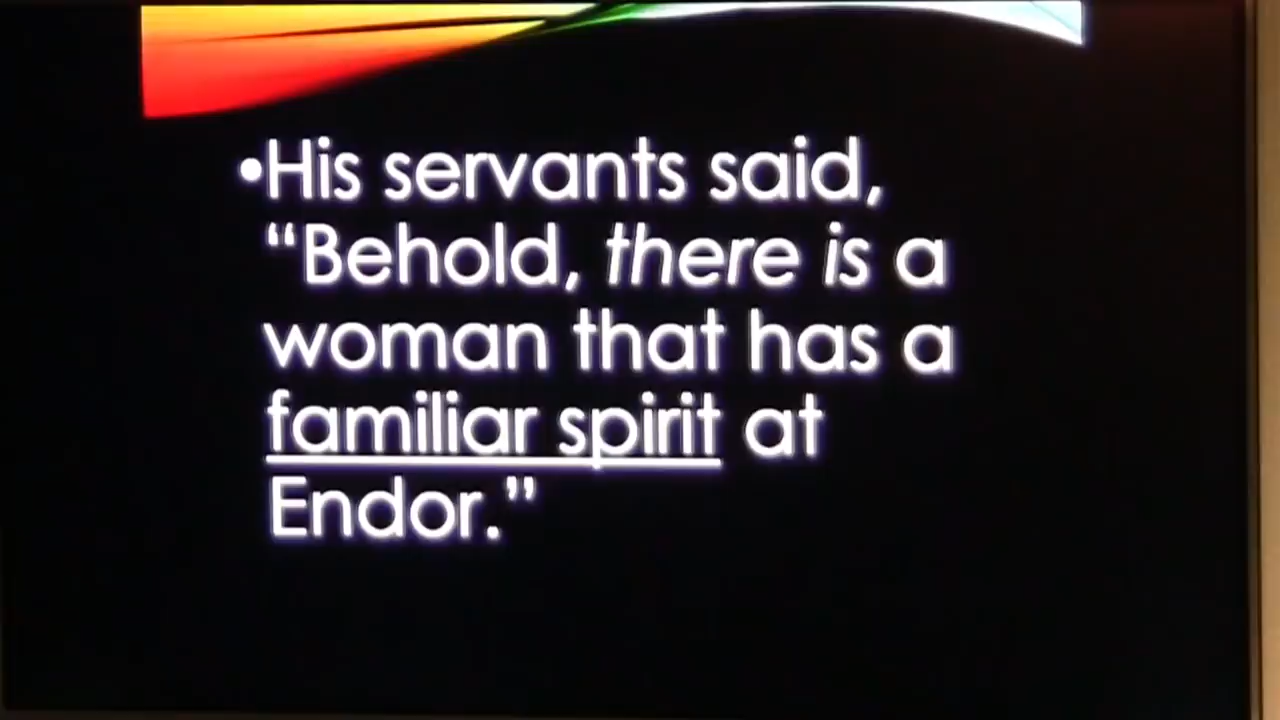 •His servants said,
“Behold, there is a
woman that has a
familiar spirit at
Endor.”